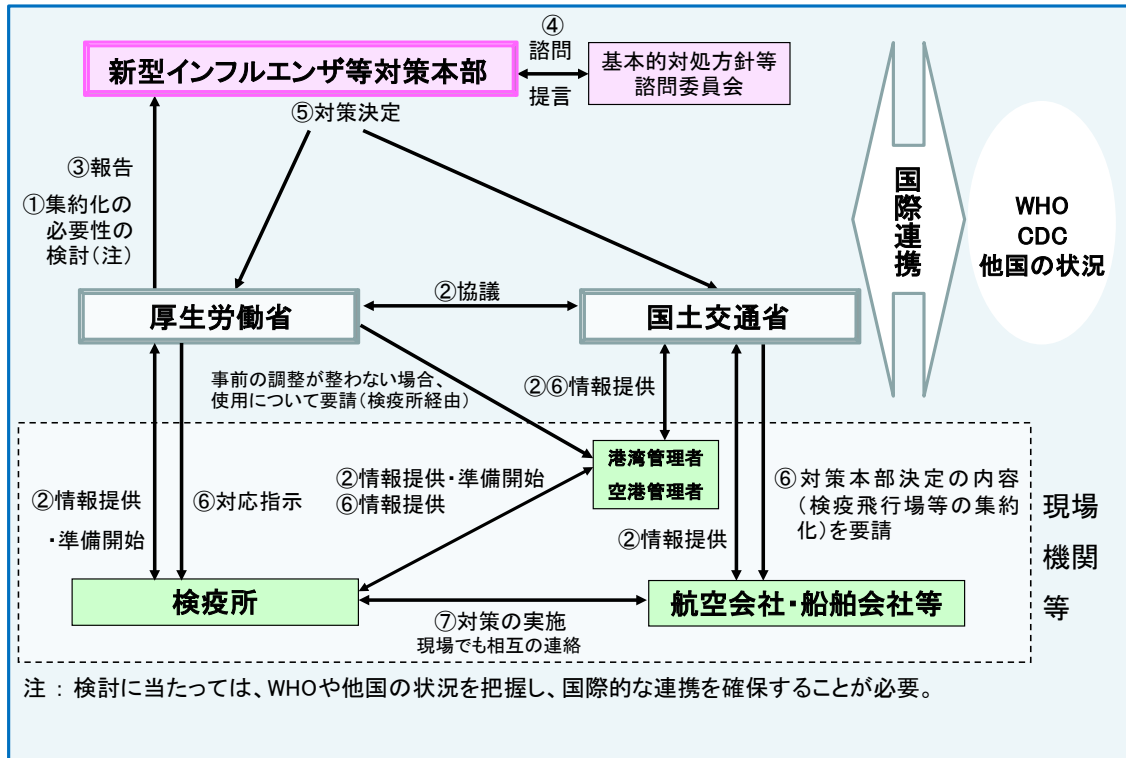 ④
諮問
提言
新型インフルエンザ等対策本部
基本的対処方針等
諮問委員会
⑤対策決定
③報告
①集約化の
必要性の
検討(注)
国際連携
WHO
CDC
他国の状況
②協議
厚生労働省
国土交通省
事前の調整が整わない場合、
使用について要請(検疫所経由)
②⑥情報提供
港湾管理者
空港管理者
②情報提供・準備開始
⑥情報提供
②情報提供
・準備開始
⑥対応指示
②情報提供
⑥対策本部決定の内容
(検疫飛行場等の集約
化)を要請
現場
機関
等
検疫所
航空会社・船舶会社等
⑦対策の実施
現場でも相互の連絡
注 : 検討に当たっては、WHOや他国の状況を把握し、国際的な連携を確保することが必要。